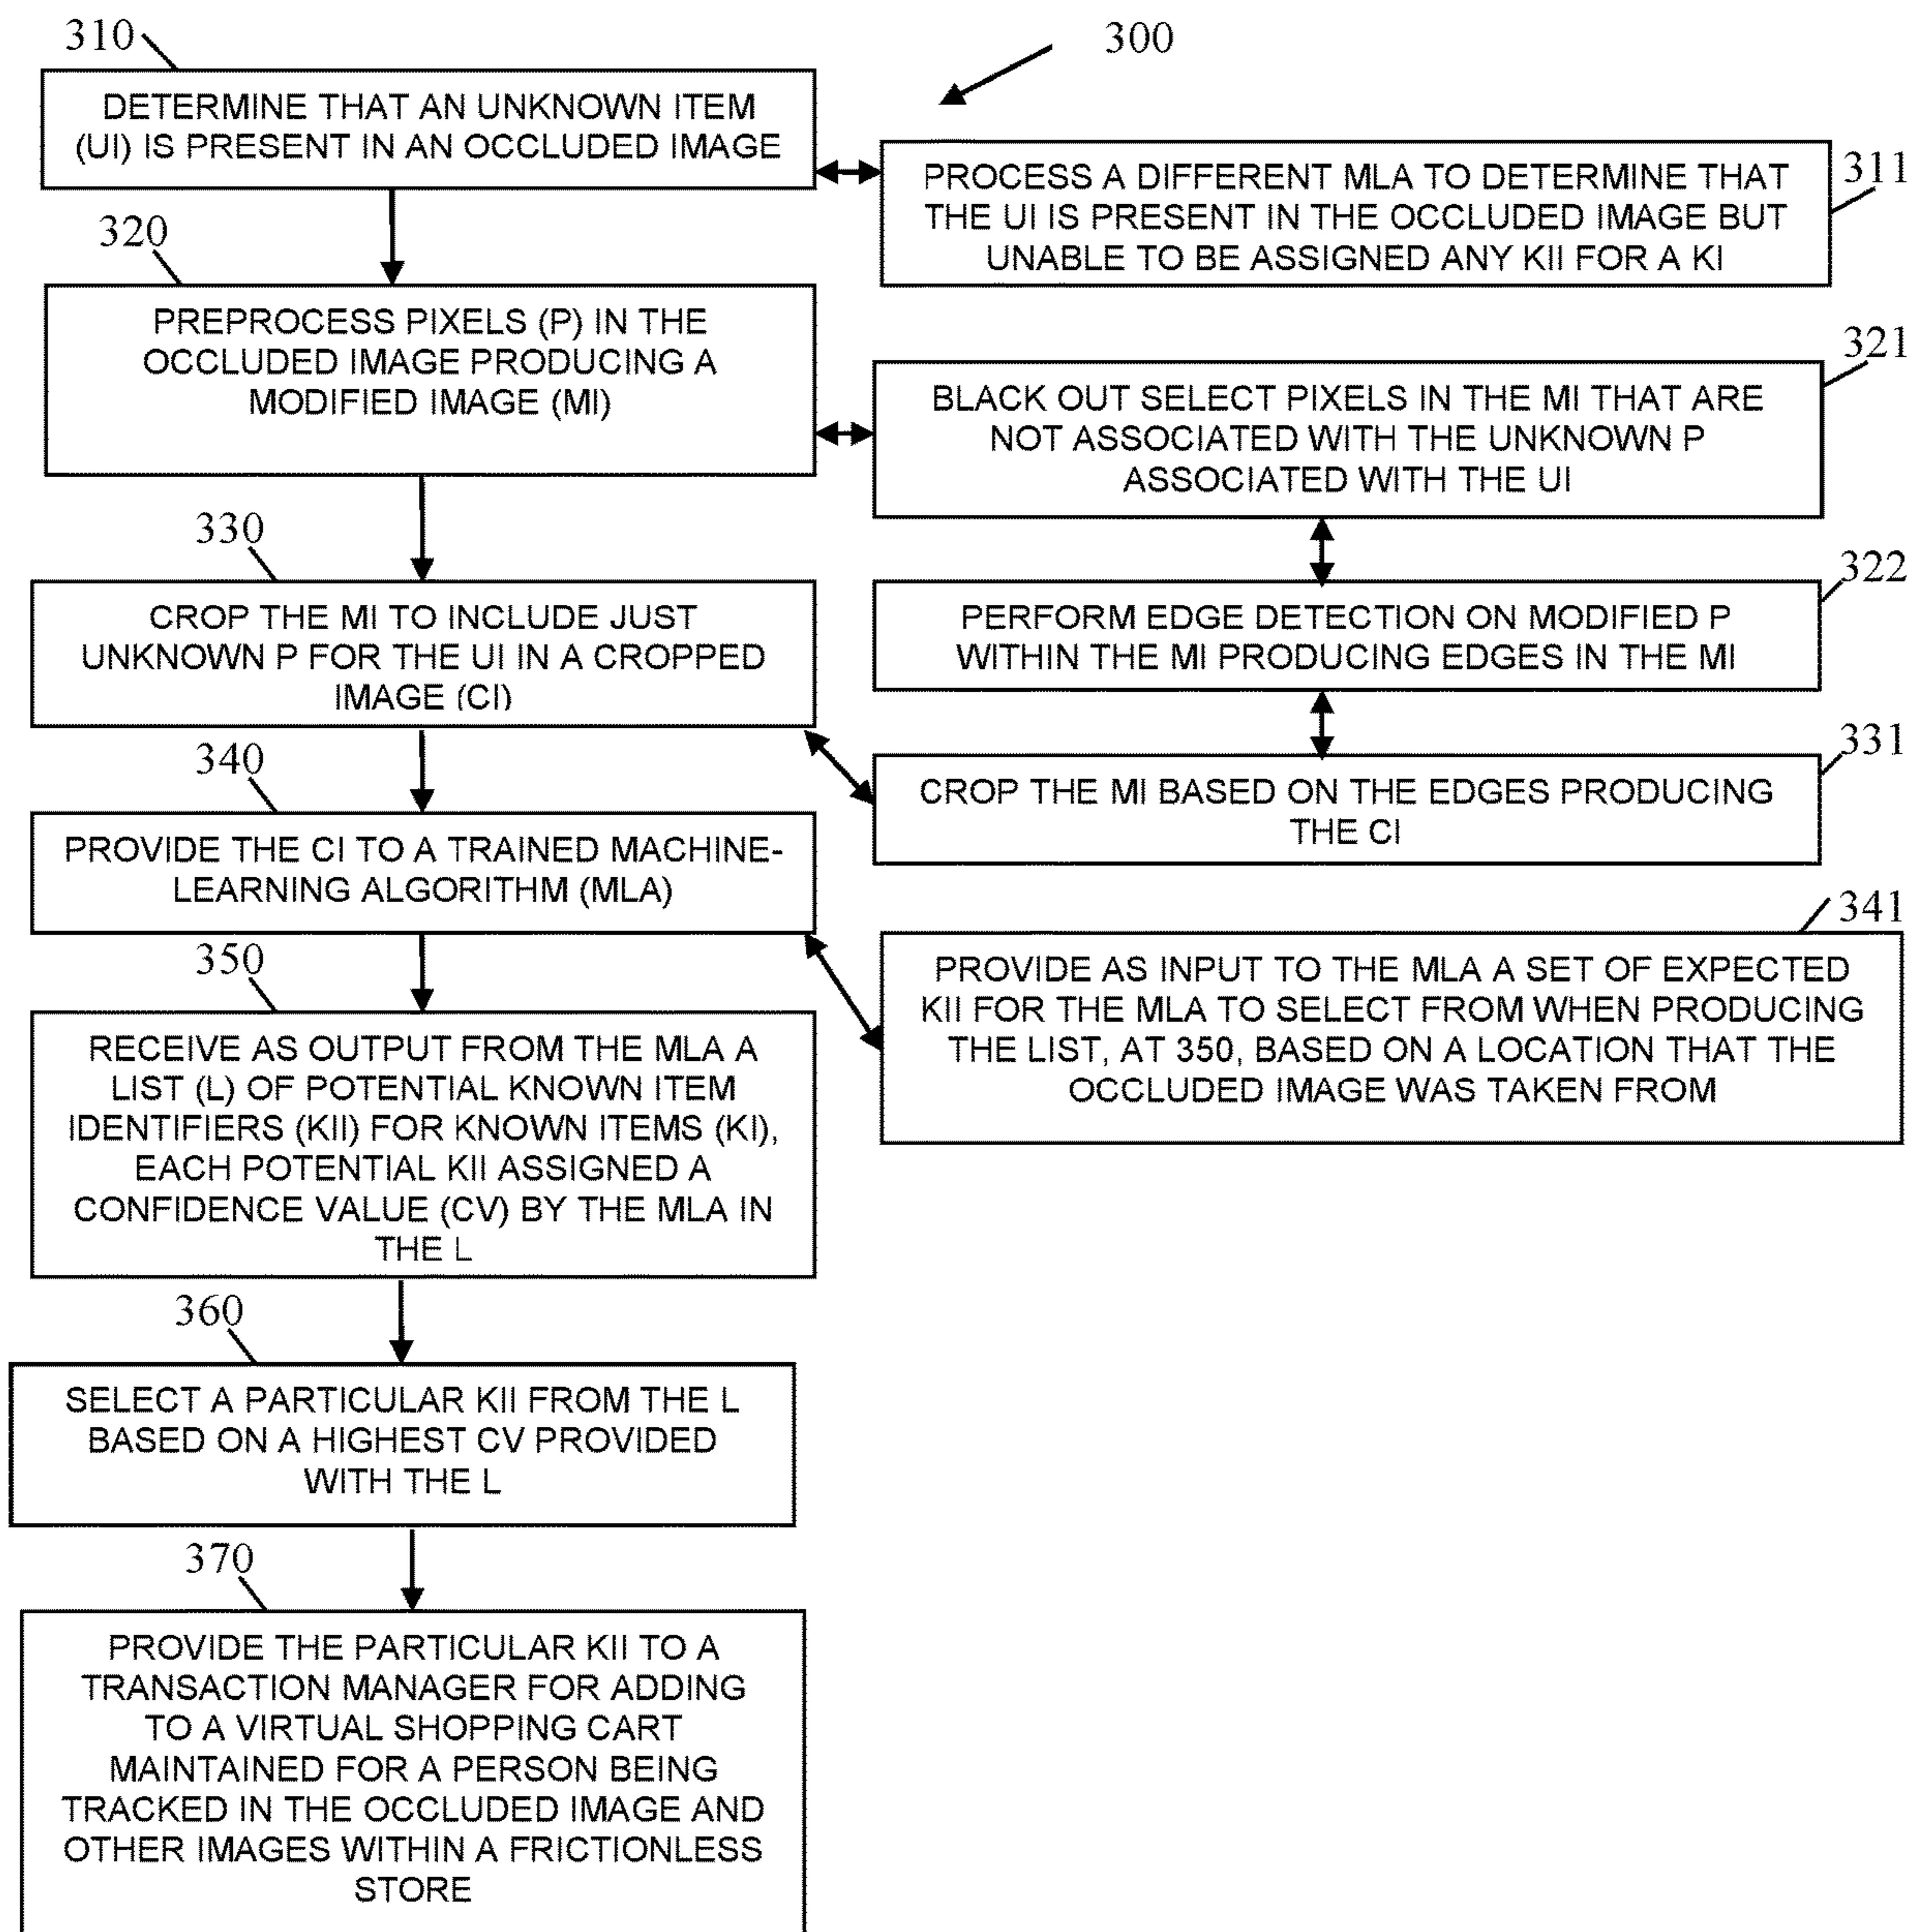 310
300
DETERMINE THAT AN UNKNOWN ITEM
(UI) IS PRESENT IN AN OCCLUDED IMAGE
311
PROCESS A DIFFERENT MLA TO DETERMINE THAT
THE UI IS PRESENT IN THE OCCLUDED IMAGE BUT
UNABLE TO BE ASSIGNED ANY KII FOR A KI
320
PREPROCESS PIXELS (P) IN THE
OCCLUDED IMAGE PRODUCING A
MODIFIED IMAGE (MI)
321
BLACK OUT SELECT PIXELS IN THE MI THAT ARE
NOT ASSOCIATED WITH THE UNKNOWN P
ASSOCIATED WITH THE UI
330
CROP THE MI TO INCLUDE JUST
UNKNOWN P FOR THE UI IN A CROPPED
IMAGE (CI)
322
PERFORM EDGE DETECTION ON MODIFIED P
WITHIN THE MI PRODUCING EDGES IN THE MI
331
CROP THE MI BASED ON THE EDGES PRODUCING
THE CI
340
PROVIDE THE CI TO A TRAINED MACHINE-
LEARNING ALGORITHM (MLA)
341
PROVIDE AS INPUT TO THE MLA A SET OF EXPECTED
KII FOR THE MLA TO SELECT FROM WHEN PRODUCING
THE LIST, AT 350, BASED ON A LOCATION THAT THE
OCCLUDED IMAGE WAS TAKEN FROM
350
RECEIVE AS OUTPUT FROM THE MLA A
LIST (L) OF POTENTIAL KNOWN ITEM
IDENTIFIERS (KII) FOR KNOWN ITEMS (KI),
EACH POTENTIAL KII ASSIGNED A
CONFIDENCE VALUE (CV) BY THE MLA IN
THE L
360
SELECT A PARTICULAR KII FROM THE L
BASED ON A HIGHEST CV PROVIDED
WITH THE L
370
PROVIDE THE PARTICULAR KII TO A
TRANSACTION MANAGER FOR ADDING
TO A VIRTUAL SHOPPING CART
MAINTAINED FOR A PERSON BEING
TRACKED IN THE OCCLUDED IMAGE AND
OTHER IMAGES WITHIN A FRICTIONLESS
STORE